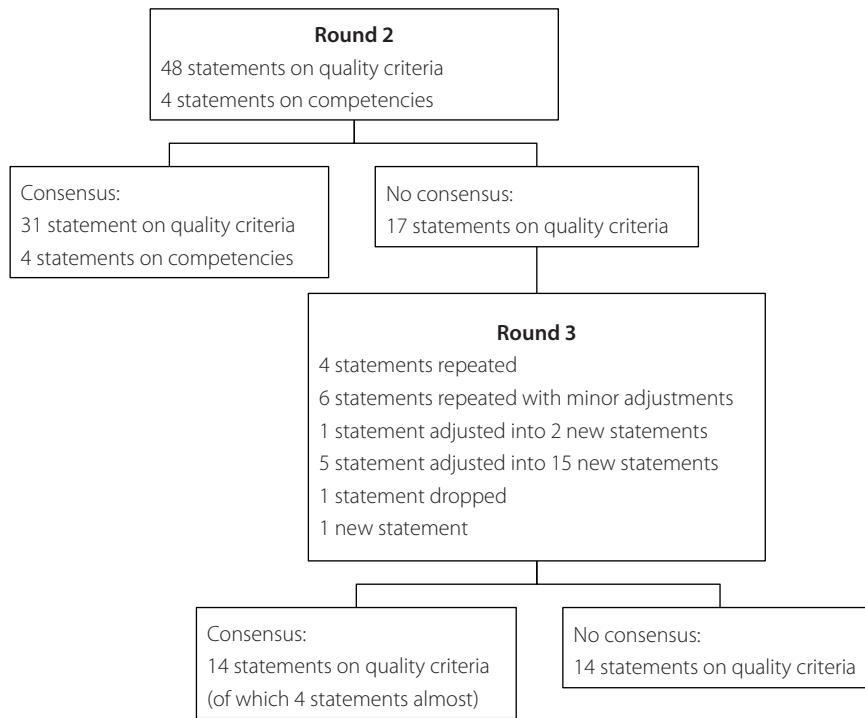 Round 2
48 statements on quality criteria
4 statements on competencies
Consensus:
31 statement on quality criteria
4 statements on competencies
No consensus:
17 statements on quality criteria
Round 3
4 statements repeated
6 statements repeated with minor adjustments
1 statement adjusted into 2 new statements
5 statement adjusted into 15 new statements
1 statement dropped
1 new statement
Consensus:
14 statements on quality criteria
(of which 4 statements almost)
No consensus:
14 statements on quality criteria